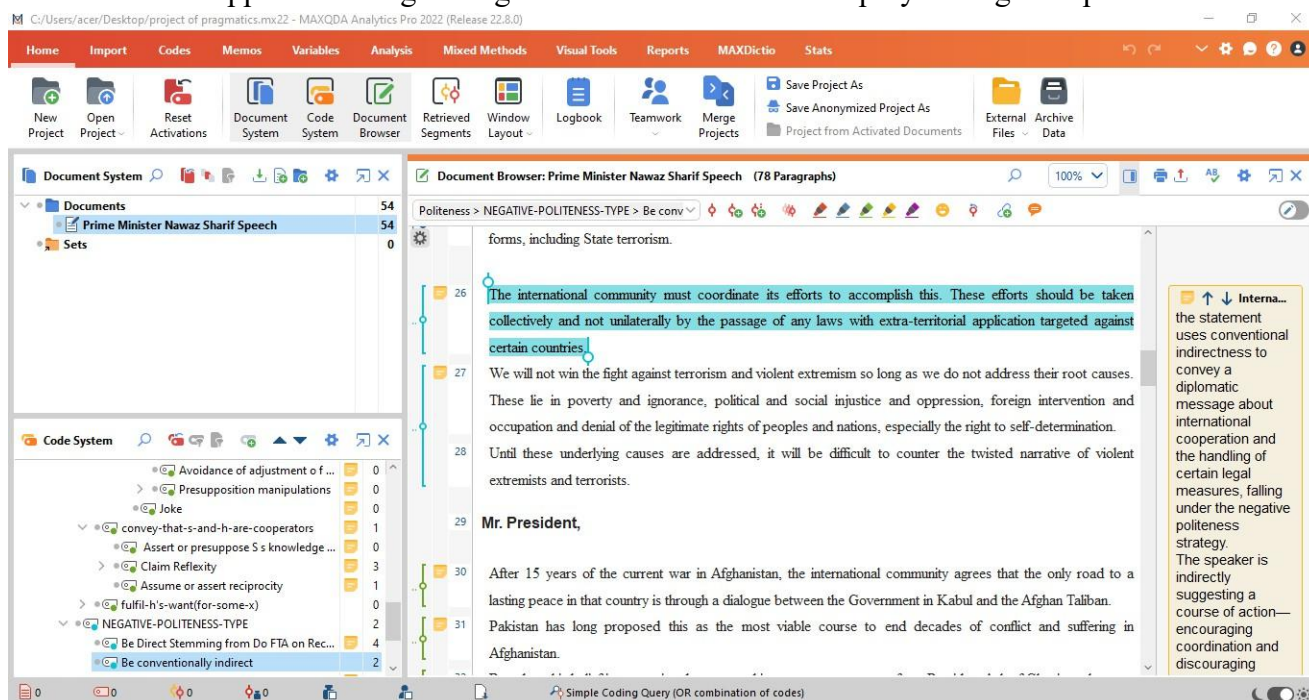 C:/Users/acer/Desktop/project of pragmatics.mx22 - MAXQDA Analytics Pro 2022 (Release 22.8.0)
Home Import Codes Memos Variables Analysis Mixed Methods Visual Tools Reports MAXDictio Stats
New Project
Open Project
Reset Activations
Document System
Code System
Document Browser
Retrieved Segments
Window Layout
Logbook
Teamwork
Merge Projects
Save Project As
Save Anonymized Project As
Project from Activated Documents
External Files
Archive Data
Document System
Documents 54
Prime Minister Nawaz Sharif Speech 54
Sets 0
Code System
Avoidance of adjustment o f ... 0
Presupposition manipulations 0
Joke 0
convey-that-s-and-h-are-cooperators 1
Assert or presuppose S s knowledge ... 0
Claim Reflexity 3
Assume or assert reciprocity 1
fulfil-h's-want(for-some-x) 0
NEGATIVE-POLITENESS-TYPE 2
Be Direct Stemming from Do FTA on Rec... 4
Be conventionally indirect 2
Document Browser: Prime Minister Nawaz Sharif Speech (78 Paragraphs)
100%
Politeness > NEGATIVE-POLITENESS-TYPE > Be conv
forms, including State terrorism.
26 The international community must coordinate its efforts to accomplish this. These efforts should be taken
collectively and not unilaterally by the passage of any laws with extra-territorial application targeted against
certain countries.
27 We will not win the fight against terrorism and violent extremism so long as we do not address their root causes.
These lie in poverty and ignorance, political and social injustice and oppression, foreign intervention and
occupation and denial of the legitimate rights of peoples and nations, especially the right to self-determination.
28 Until these underlying causes are addressed, it will be difficult to counter the twisted narrative of violent
extremists and terrorists.
29 Mr. President,
30 After 15 years of the current war in Afghanistan, the international community agrees that the only road to a
lasting peace in that country is through a dialogue between the Government in Kabul and the Afghan Taliban.
31 Pakistan has long proposed this as the most viable course to end decades of conflict and suffering in
Afghanistan.
Interna...
the statement
uses conventional
indirectness to
convey a
diplomatic
message about
international
cooperation and
the handling of
certain legal
measures, falling
under the negative
politeness
strategy.
The speaker is
indirectly
suggesting a
course of action—
encouraging
coordination and
discouraging
0 0 0 0
Simple Coding Query (OR combination of codes)